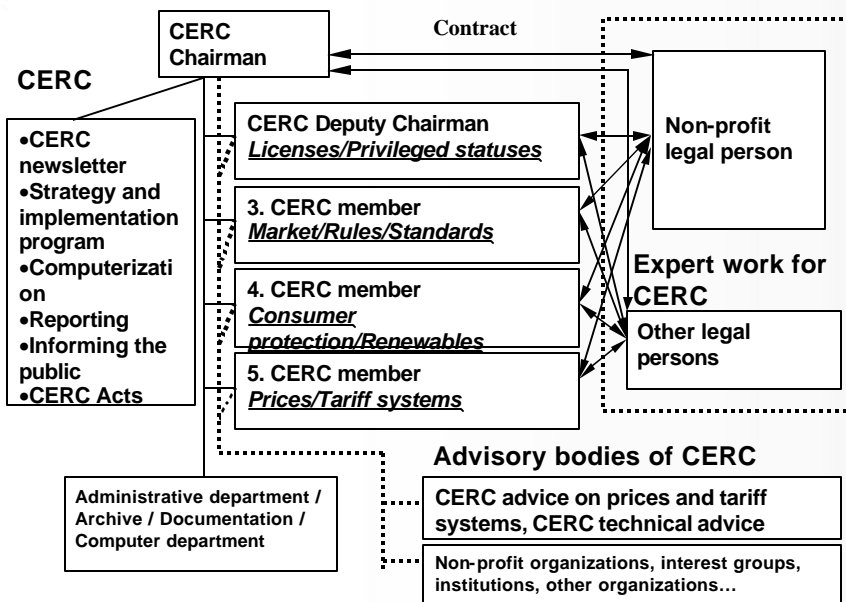 CERC
Chairman
Contract
CERC
•CERC
newsletter
•Strategy and
implementation
program
•Computerizati
on
•Reporting
•Informing the
public
•CERC Acts
CERC Deputy Chairman
Licenses/Privileged statuses
3. CERC member
Market/Rules/Standards
4. CERC member
Consumer
protection/Renewables
5. CERC member
Prices/Tariff systems
Non-profit
legal person
Expert work for
CERC
Other legal
persons
Administrative department /
Archive / Documentation /
Computer department
Advisory bodies of CERC
CERC advice on prices and tariff
systems, CERC technical advice
Non-profit organizations, interest groups,
institutions, other organizations…